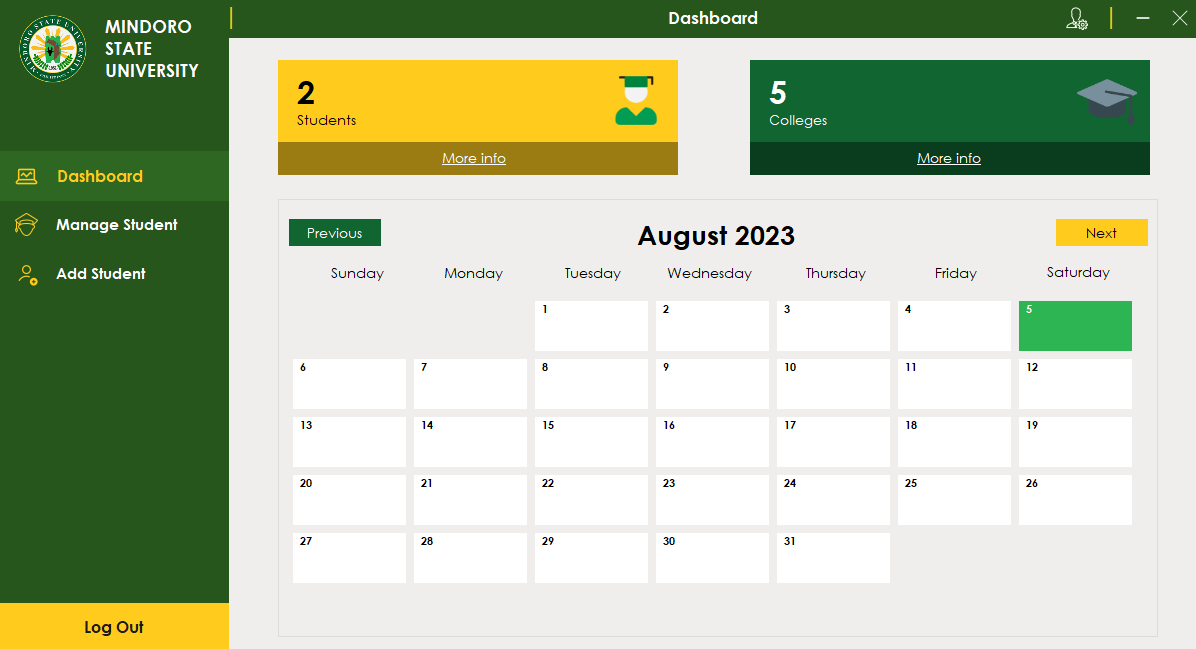 MINDORO
STATE
UNIVERSITY
Dashboard
Dashboard
Manage Student
Add Student
Log Out
2
Students
More info
5
Colleges
More info
Previous
August 2023
Next
Sunday Monday Tuesday Wednesday Thursday Friday Saturday
1 2 3 4 5
6 7 8 9 10 11 12
13 14 15 16 17 18 19
20 21 22 23 24 25 26
27 28 29 30 31